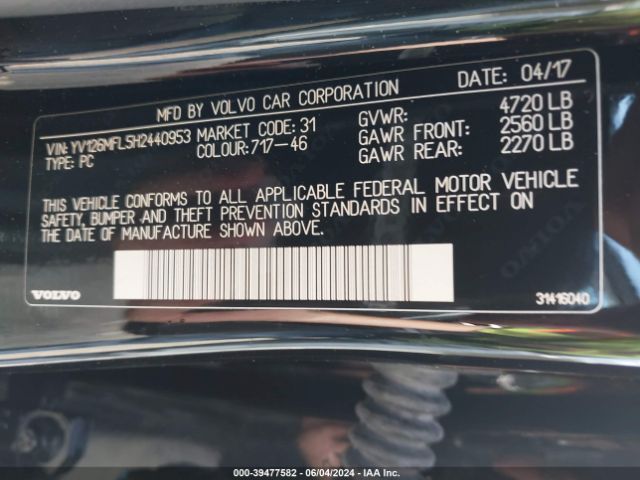 MFD BY VOLVO CAR CORPORATION DATE: 04/17
VIN: YV126MFL5H2440953 MARKET CODE: 31 GVWR: 4720 LB
TYPE: PC COLOUR: 717-46 GAWR FRONT: 2560 LB
GAWR REAR: 2270 LB
THIS VEHICLE CONFORMS TO ALL APPLICABLE FEDERAL MOTOR VEHICLE
SAFETY, BUMPER AND THEFT PREVENTION STANDARDS IN EFFECT ON
THE DATE OF MANUFACTURE SHOWN ABOVE.
VOLVO 31416040
000-39477582 | 06/04/2024 - IAA Inc.